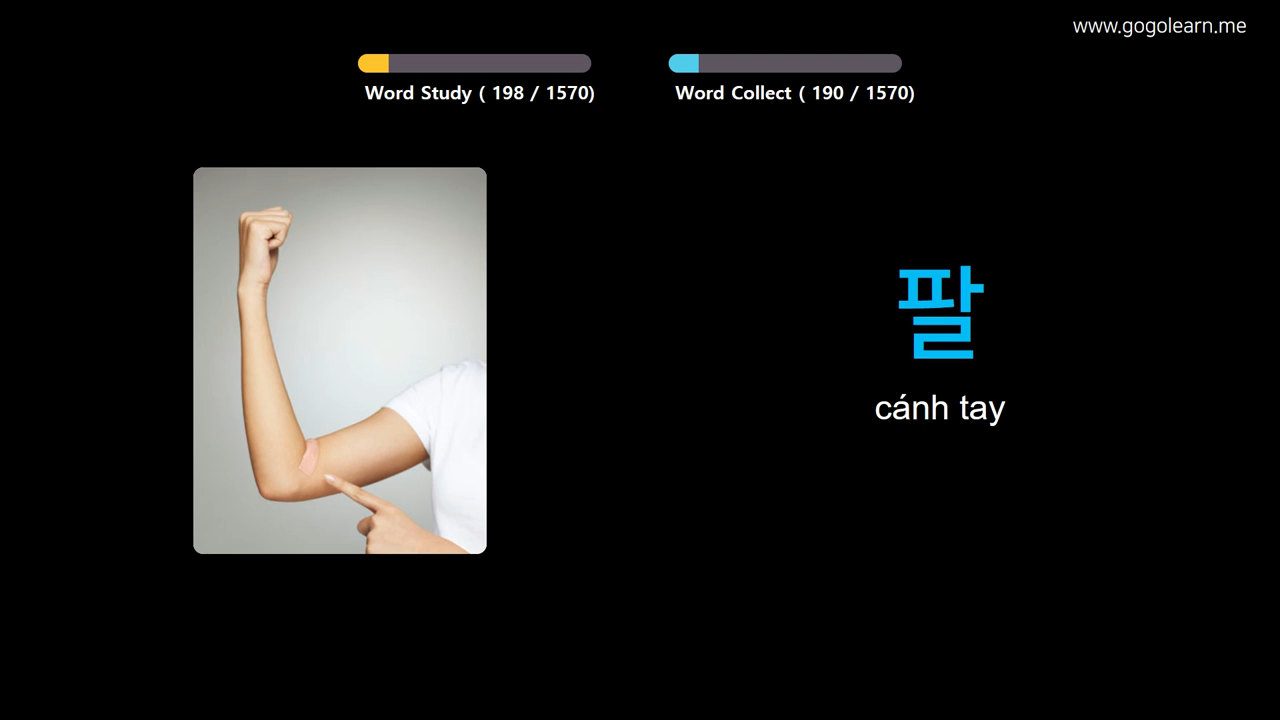 www.gogolearn.me
Word Study ( 198 / 1570)
Word Collect ( 190 / 1570)
팔
cánh tay